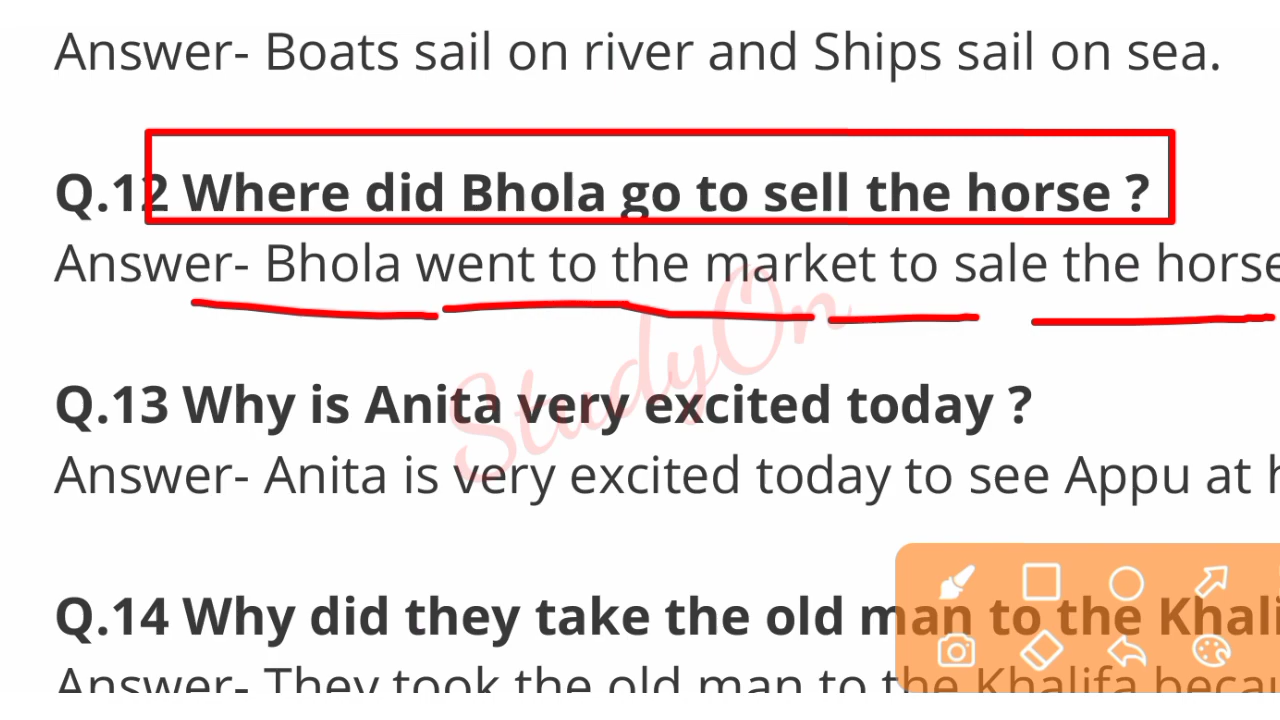 Answer- Boats sail on river and Ships sail on sea.
Q.12 Where did Bhola go to sell the horse ?
Answer- Bhola went to the market to sale the horse
Q.13 Why is Anita very excited today ?
Answer- Anita is very excited today to see Appu at
StudyOn
Q.14 Why did they take the old man to the
Answer- They took the old man to the Khalifa